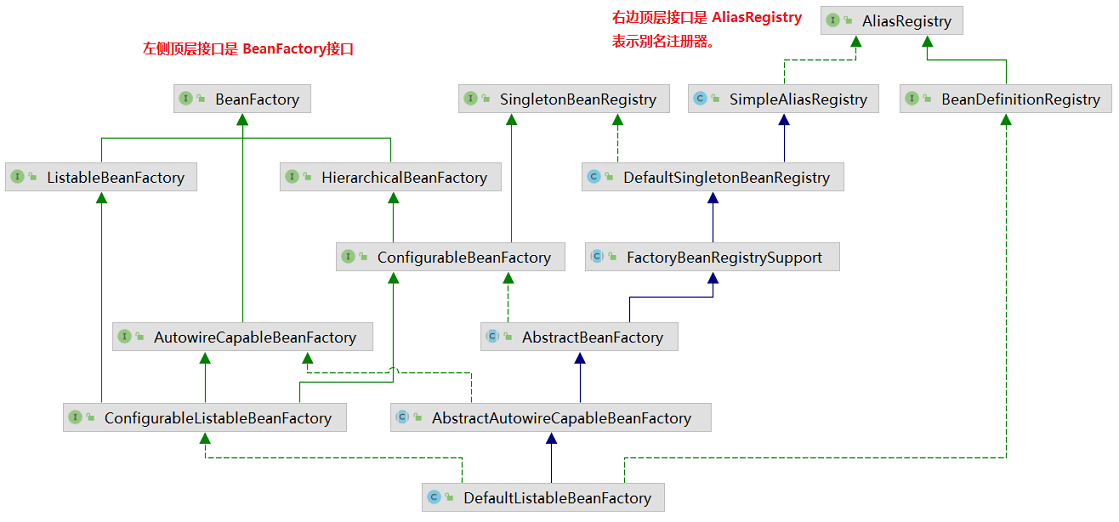 右边顶层接口是 AliasRegistry
表示别名注册器。
I AliasRegistry
左侧顶层接口是 BeanFactory接口
I BeanFactory
I SingletonBeanRegistry
C SimpleAliasRegistry
I BeanDefinitionRegistry
I ListableBeanFactory
I HierarchicalBeanFactory
C DefaultSingletonBeanRegistry
I ConfigurableBeanFactory
C FactoryBeanRegistrySupport
I AutowireCapableBeanFactory
C AbstractBeanFactory
I ConfigurableListableBeanFactory
C AbstractAutowireCapableBeanFactory
C DefaultListableBeanFactory